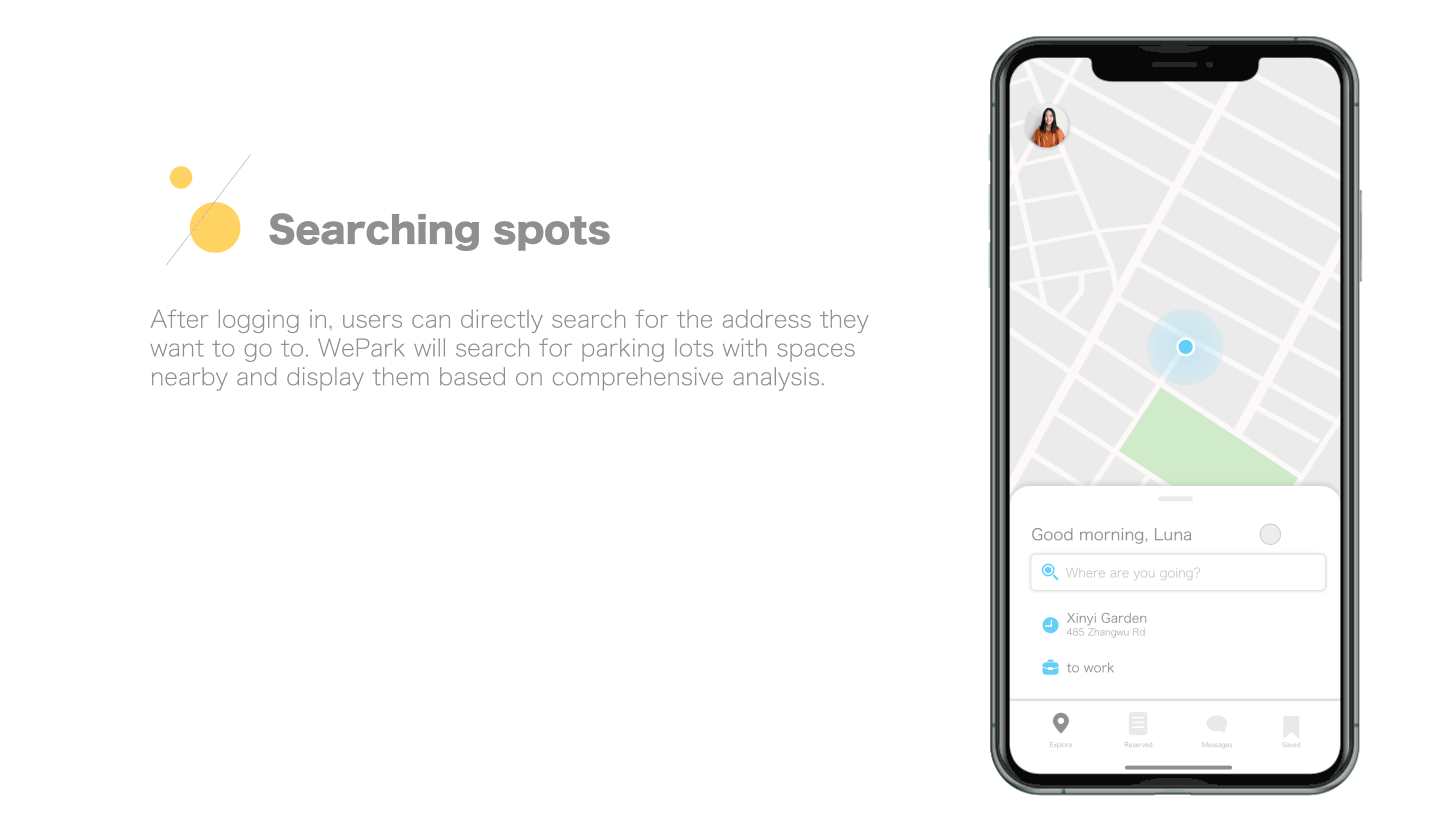 Searching spots
After logging in, users can directly search for the address they
want to go to. WePark will search for parking lots with spaces
nearby and display them based on comprehensive analysis.
Good morning, Luna
Where are you going?
Xinyi Garden
485 Zhangwu Rd
to work
Explore
Reserved
Messages
Saved